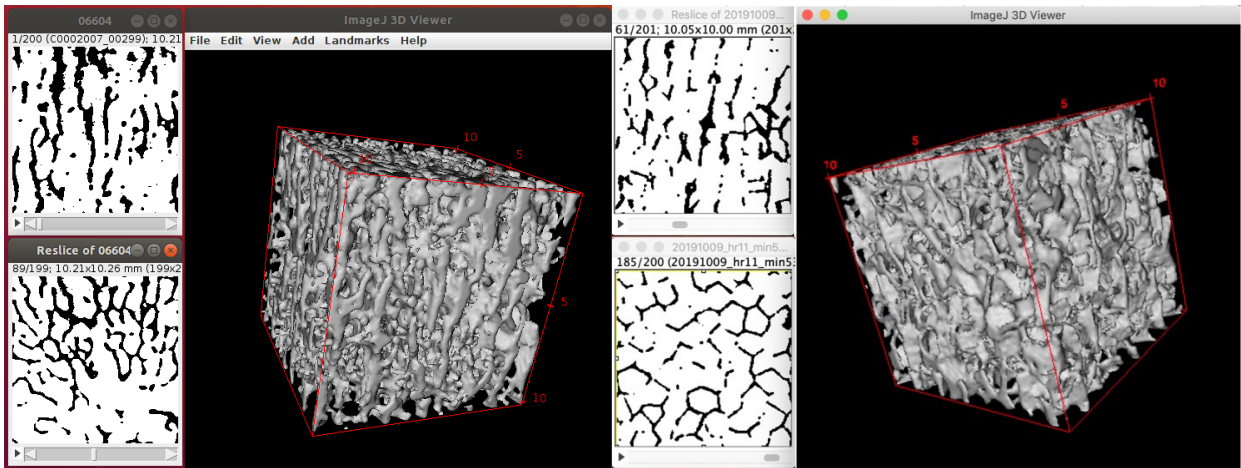 06604
1/200 (C0002007_00299); 10.21
Reslice of 06604
89/199; 10.21x10.26 mm (199x2
ImageJ 3D Viewer
File Edit View Add Landmarks Help
10
5
5
10
Reslice of 20191009...
61/201; 10.05x10.00 mm (201x
20191009_hr11_min5...
185/200 (20191009_hr11_min53
ImageJ 3D Viewer
10
5
5
10